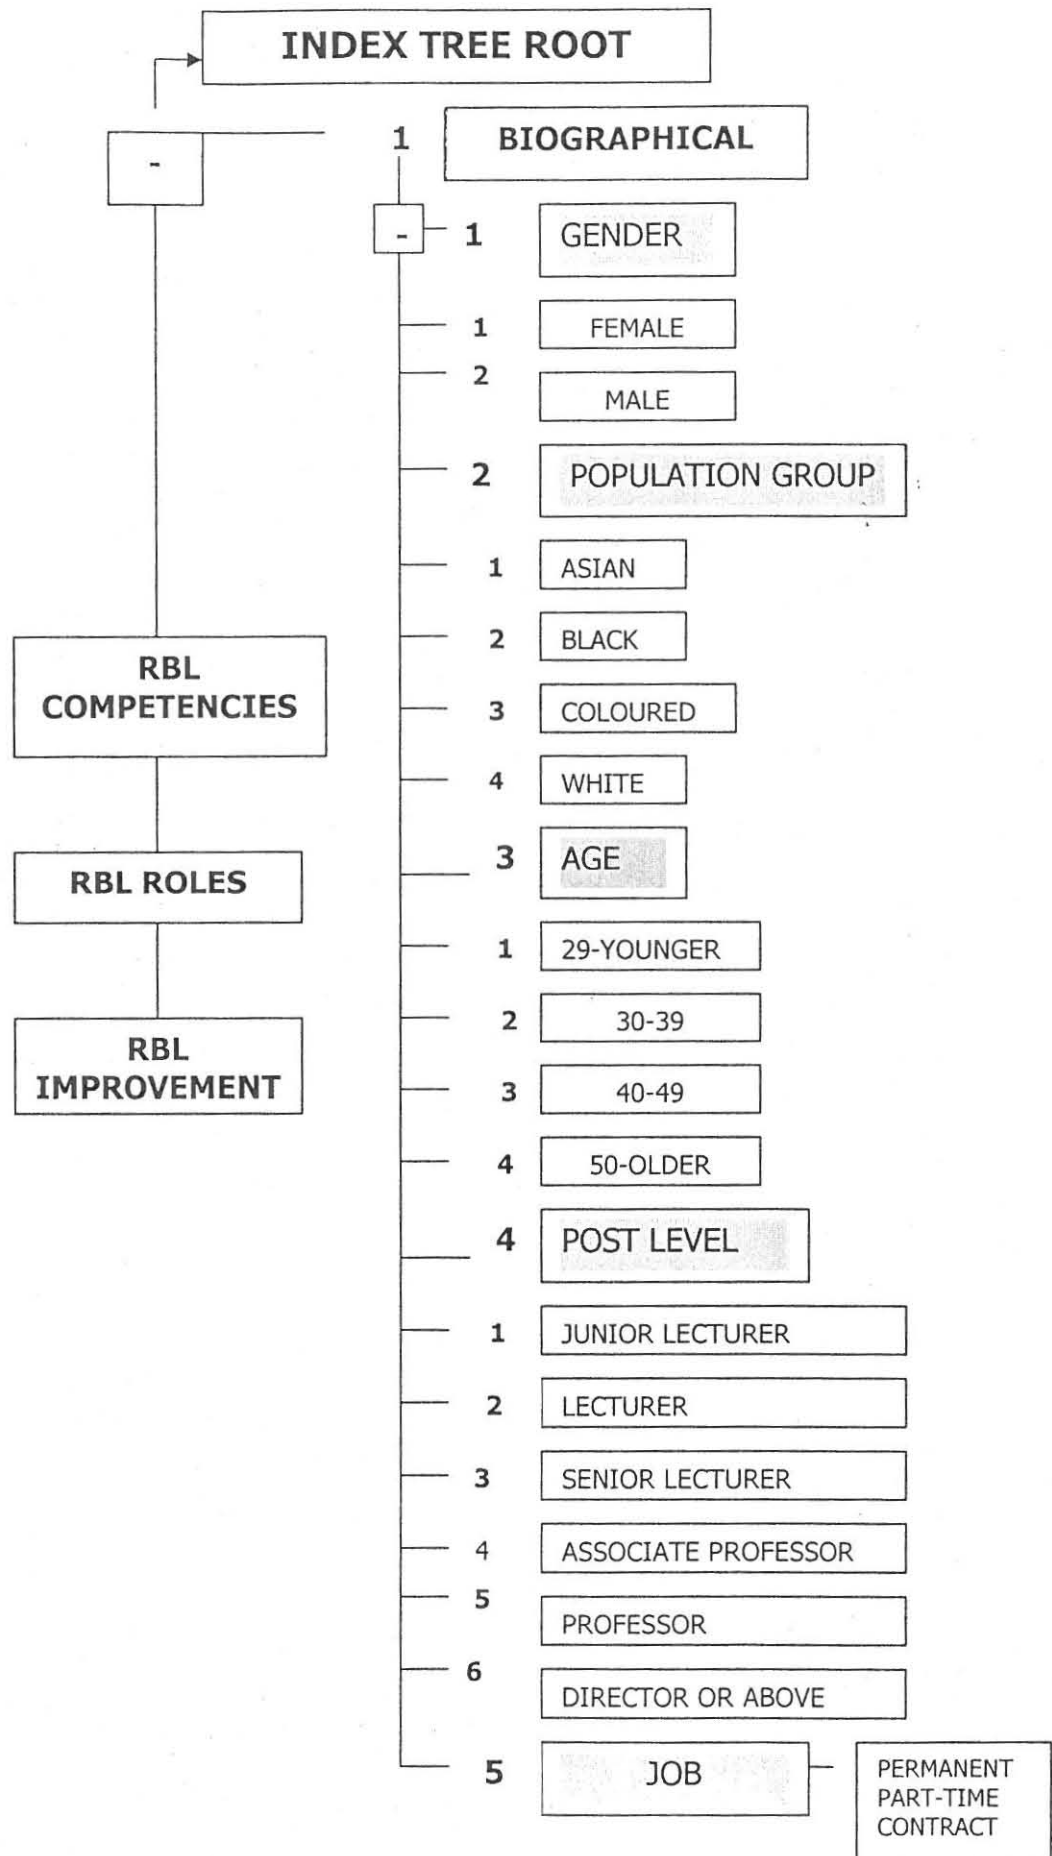 INDEX TREE ROOT
-
1 BIOGRAPHICAL
- 1 GENDER
1 FEMALE
2 MALE
2 POPULATION GROUP
1 ASIAN
2 BLACK
3 COLOURED
4 WHITE
3 AGE
1 29-YOUNGER
2 30-39
3 40-49
4 50-OLDER
4 POST LEVEL
1 JUNIOR LECTURER
2 LECTURER
3 SENIOR LECTURER
4 ASSOCIATE PROFESSOR
5 PROFESSOR
6 DIRECTOR OR ABOVE
5 JOB
PERMANENT
PART-TIME
CONTRACT
RBL
COMPETENCIES
RBL ROLES
RBL
IMPROVEMENT